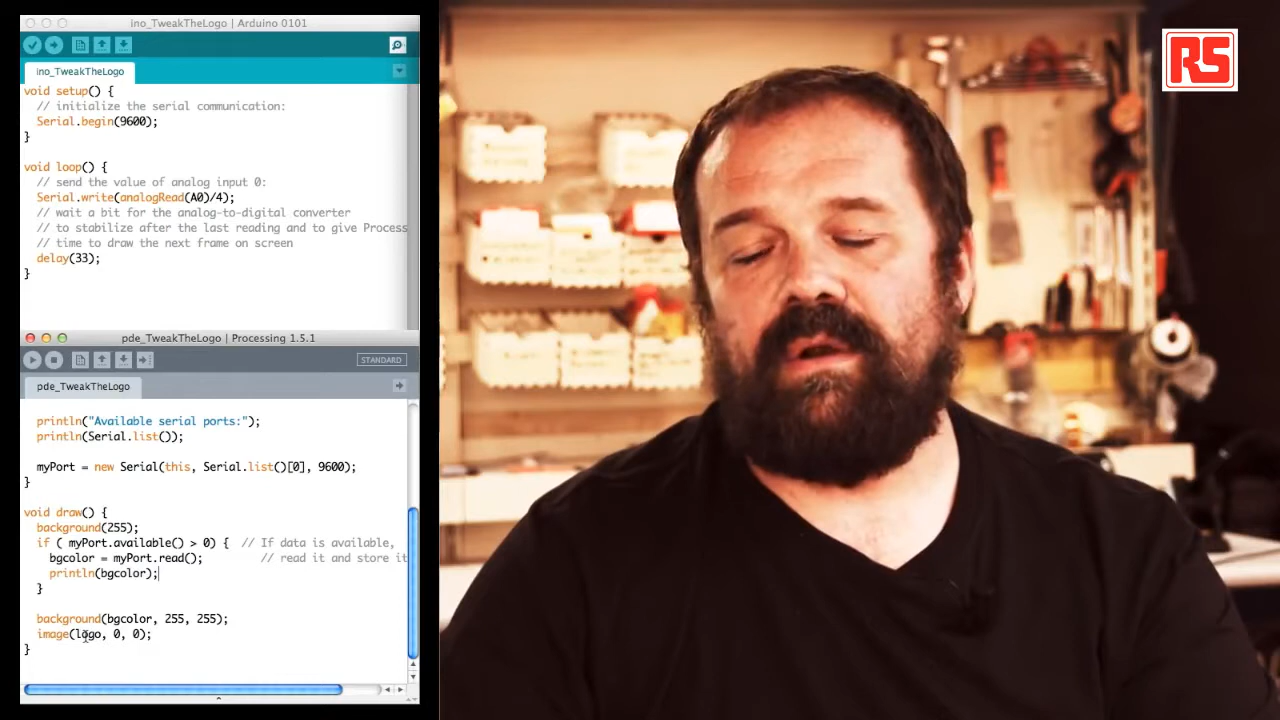 ino_TweakTheLogo | Arduino 0101
ino_TweakTheLogo
void setup() {
// initialize the serial communication:
Serial.begin(9600);
}
void loop() {
// send the value of analog input 0:
Serial.write(analogRead(A0)/4);
// wait a bit for the analog-to-digital converter
// to stabilize after the last reading and to give Process
// time to draw the next frame on screen
delay(33);
}
pde_TweakTheLogo | Processing 1.5.1
STANDARD
pde_TweakTheLogo
println("Available serial ports:");
println(Serial.list());
myPort = new Serial(this, Serial.list()[0], 9600);
}
void draw() {
background(255);
if ( myPort.available() > 0) { // If data is available,
bgcolor = myPort.read(); // read it and store it
println(bgcolor);
}
background(bgcolor, 255, 255);
image(logo, 0, 0);
}
RS